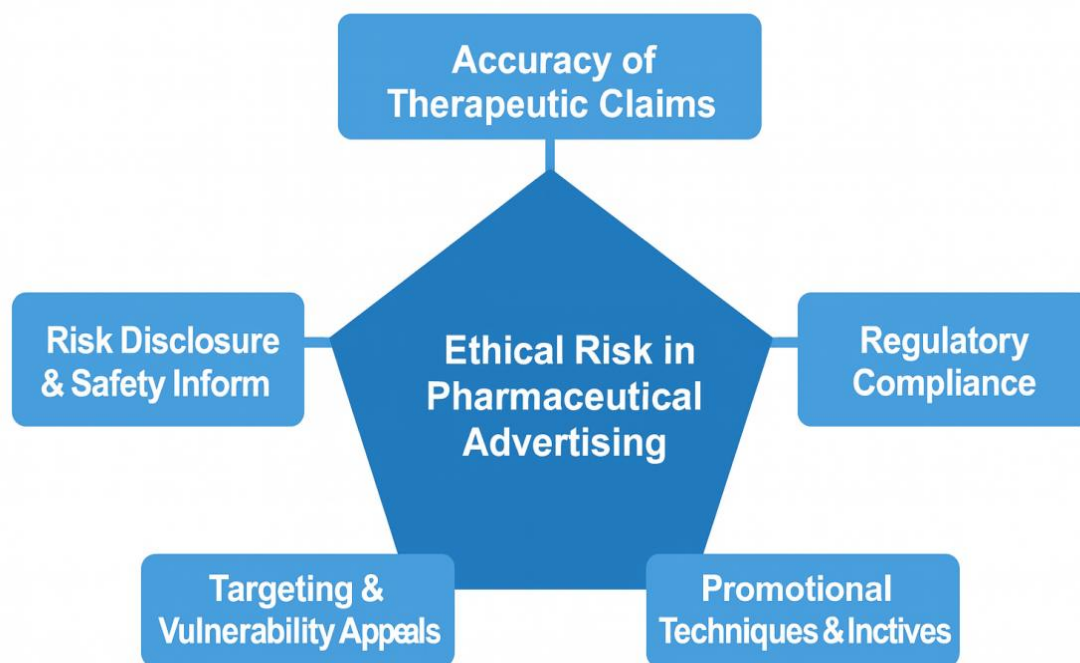 Accuracy of
Therapeutic Claims
Risk Disclosure
& Safety Inform
Ethical Risk in
Pharmaceutical
Advertising
Regulatory
Compliance
Targeting &
Vulnerability Appeals
Promotional
Techniques & Inctives